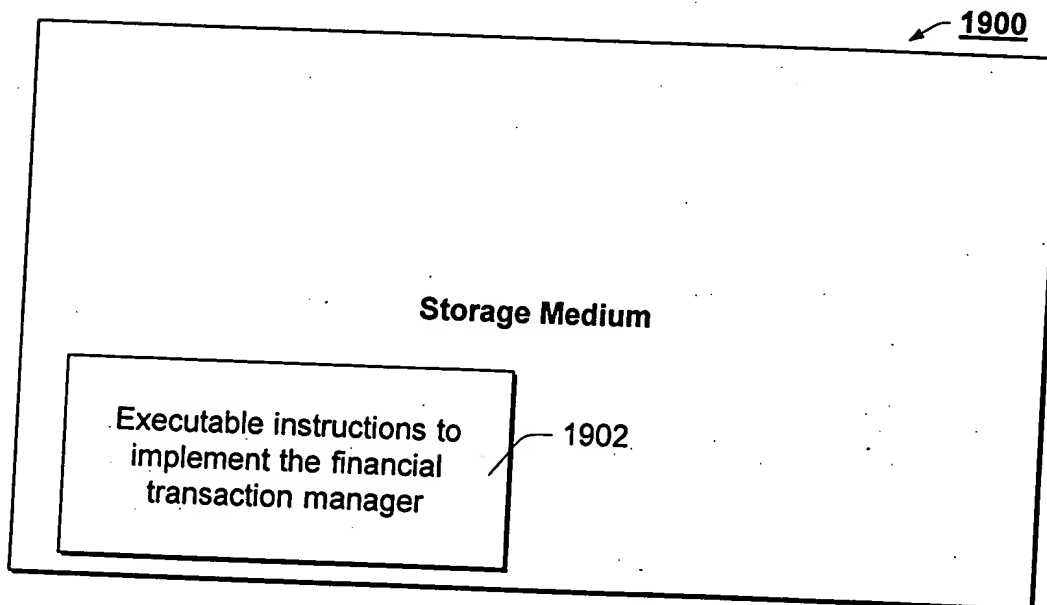 1900
Storage Medium
Executable instructions to
implement the financial
transaction manager
1902